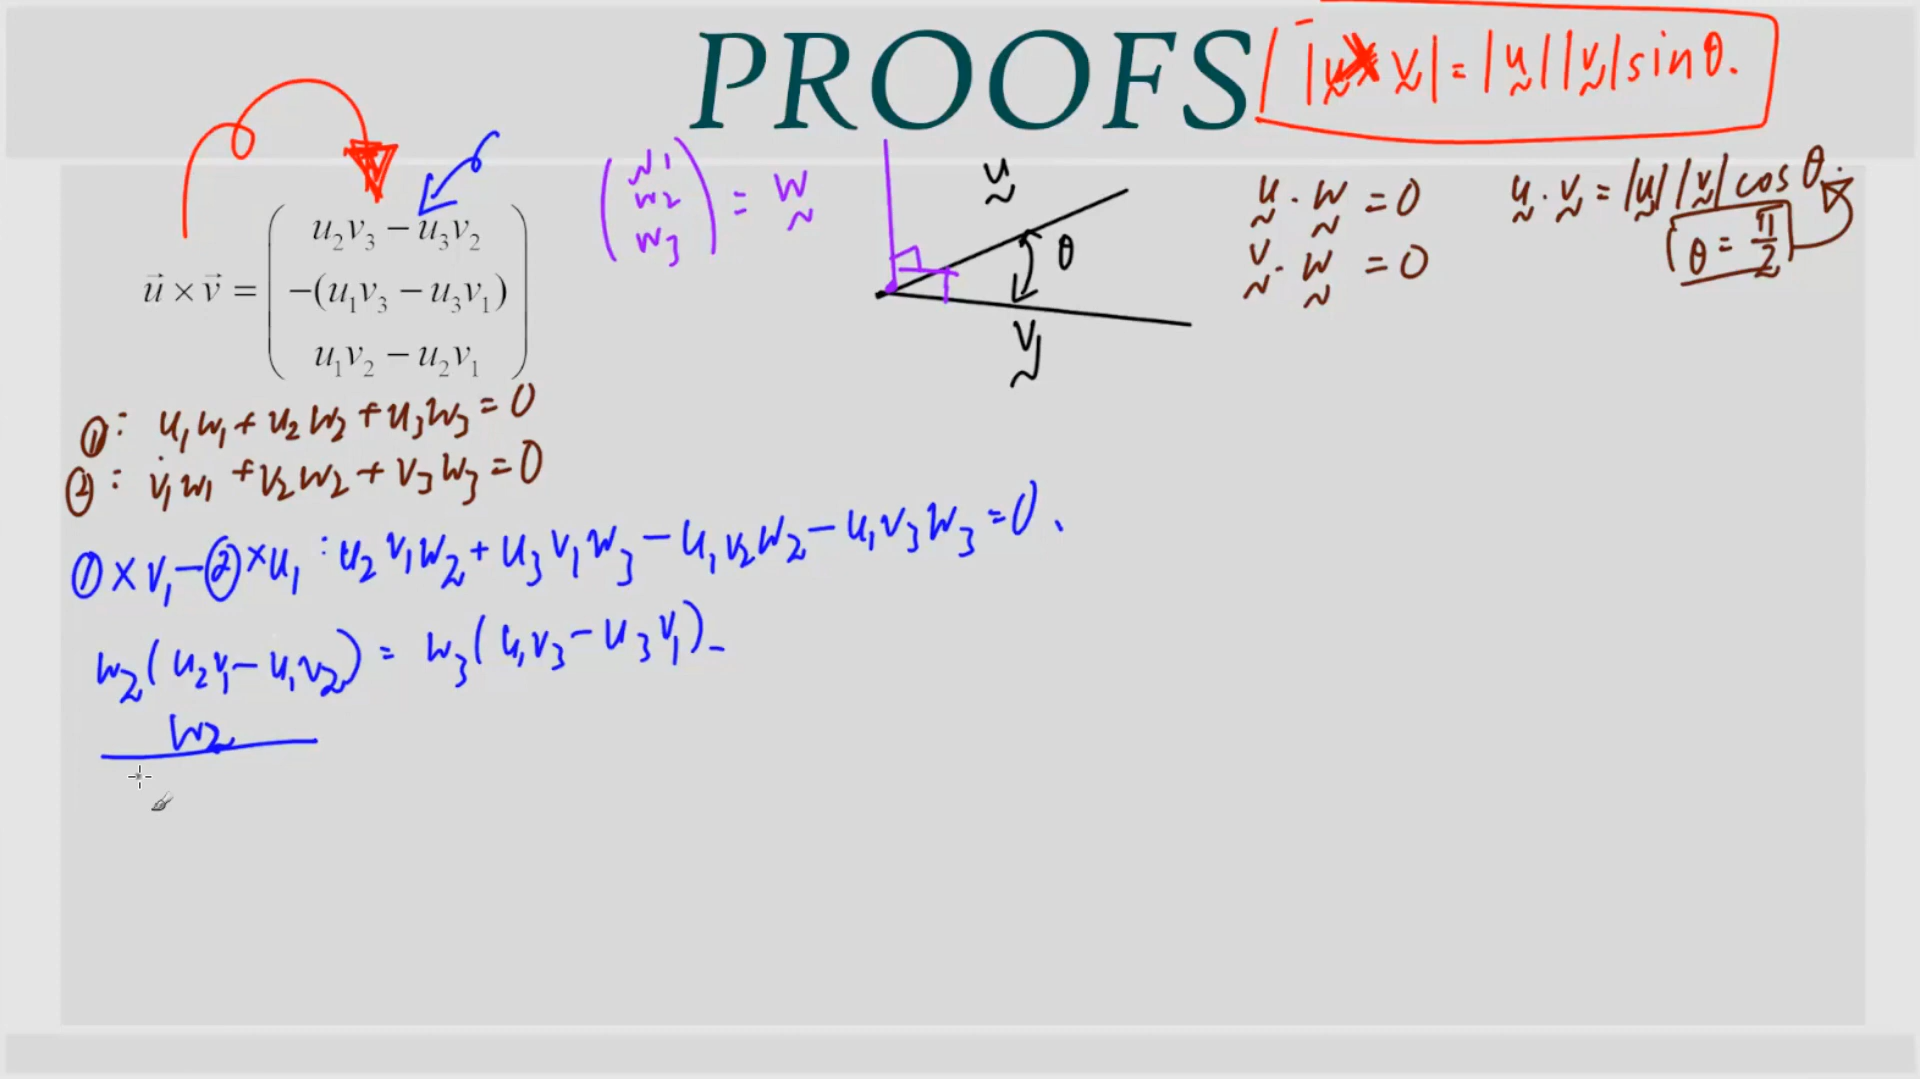 PROOFS
|u × v| = |u||v| sin θ.
(w1
w2
w3) = w
u
θ
v
u · w = 0
v · w = 0
u · v = |u||v| cos θ.
θ = π/2
u⃗ × v⃗ = ( u₂v₃ − u₃v₂
−(u₁v₃ − u₃v₁)
u₁v₂ − u₂v₁ )
①: u₁w₁ + u₂w₂ + u₃w₃ = 0
②: v₁w₁ + v₂w₂ + v₃w₃ = 0
① × v₁ − ② × u₁ : u₂v₁w₂ + u₃v₁w₃ − u₁v₂w₂ − u₁v₃w₃ = 0.
w₂(u₂v₁ − u₁v₂) = w₃(u₁v₃ − u₃v₁).
w₂